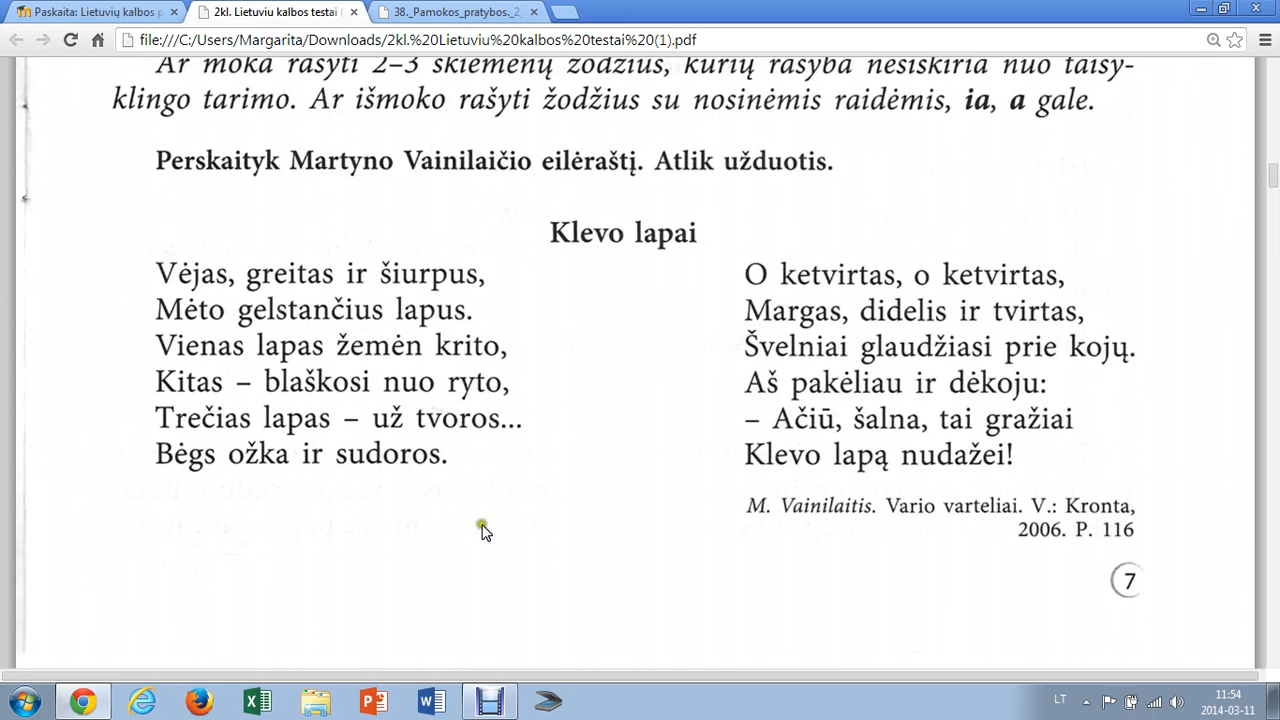 Paskaita: Lietuvių kalbos p
2kl. Lietuviu kalbos testai (
38._Pamokos_pratybos._2_
file:///C:/Users/Margarita/Downloads/2kl.%20Lietuviu%20kalbos%20testai%20(1).pdf
Ar moka rašyti 2–3 skiemenų žodžius, kurių rašyba nesiskiria nuo taisy-
klingo tarimo. Ar išmoko rašyti žodžius su nosinėmis raidėmis, ia, a gale.
Perskaityk Martyno Vainilaičio eilėraštį. Atlik užduotis.
Klevo lapai
Vėjas, greitas ir šiurpus,
Mėto gelstančius lapus.
Vienas lapas žemėn krito,
Kitas – blaškosi nuo ryto,
Trečias lapas – už tvoros...
Bėgs ožka ir sudoros.
O ketvirtas, o ketvirtas,
Margas, didelis ir tvirtas,
Švelniai glaudžiasi prie kojų.
Aš pakėliau ir dėkoju:
– Ačiū, šalna, tai gražiai
Klevo lapą nudažei!
M. Vainilaitis. Vario varteliai. V.: Kronta,
2006. P. 116
7
LT
11:54
2014-03-11